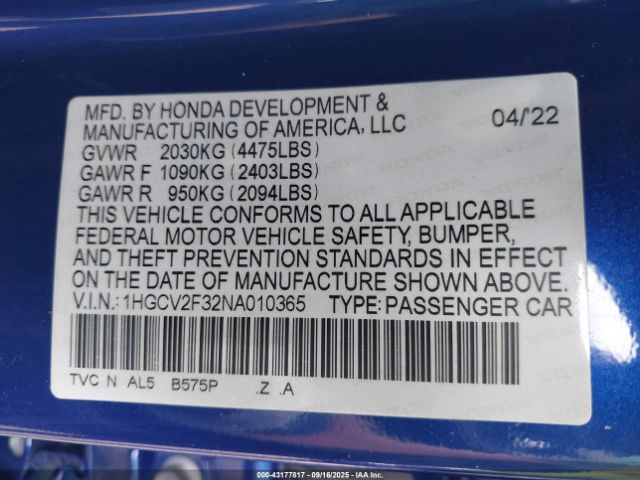 MFD. BY HONDA DEVELOPMENT &
MANUFACTURING OF AMERICA, LLC 04/'22
GVWR 2030KG (4475LBS)
GAWR F 1090KG (2403LBS)
GAWR R 950KG (2094LBS)
THIS VEHICLE CONFORMS TO ALL APPLICABLE
FEDERAL MOTOR VEHICLE SAFETY, BUMPER,
AND THEFT PREVENTION STANDARDS IN EFFECT
ON THE DATE OF MANUFACTURE SHOWN ABOVE.
V.I.N.: 1HGCV2F32NA010365 TYPE: PASSENGER CAR
TVC N AL5 B575P .Z .A
000-43177817 - 09/16/2025 - IAAI.COM